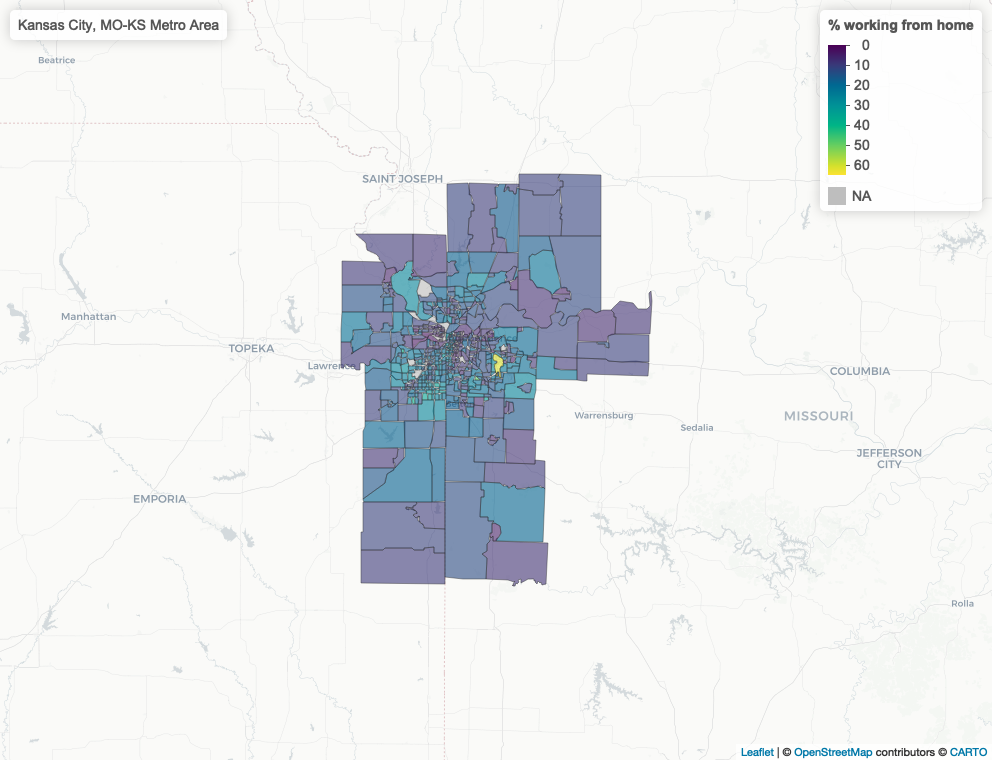 Kansas City, MO-KS Metro Area
% working from home
0
10
20
30
40
50
60
NA
Beatrice
SAINT JOSEPH
Manhattan
TOPEKA
Lawrence
COLUMBIA
Warrensburg
MISSOURI
Sedalia
JEFFERSON
CITY
EMPORIA
Rolla
Leaflet | © OpenStreetMap contributors © CARTO